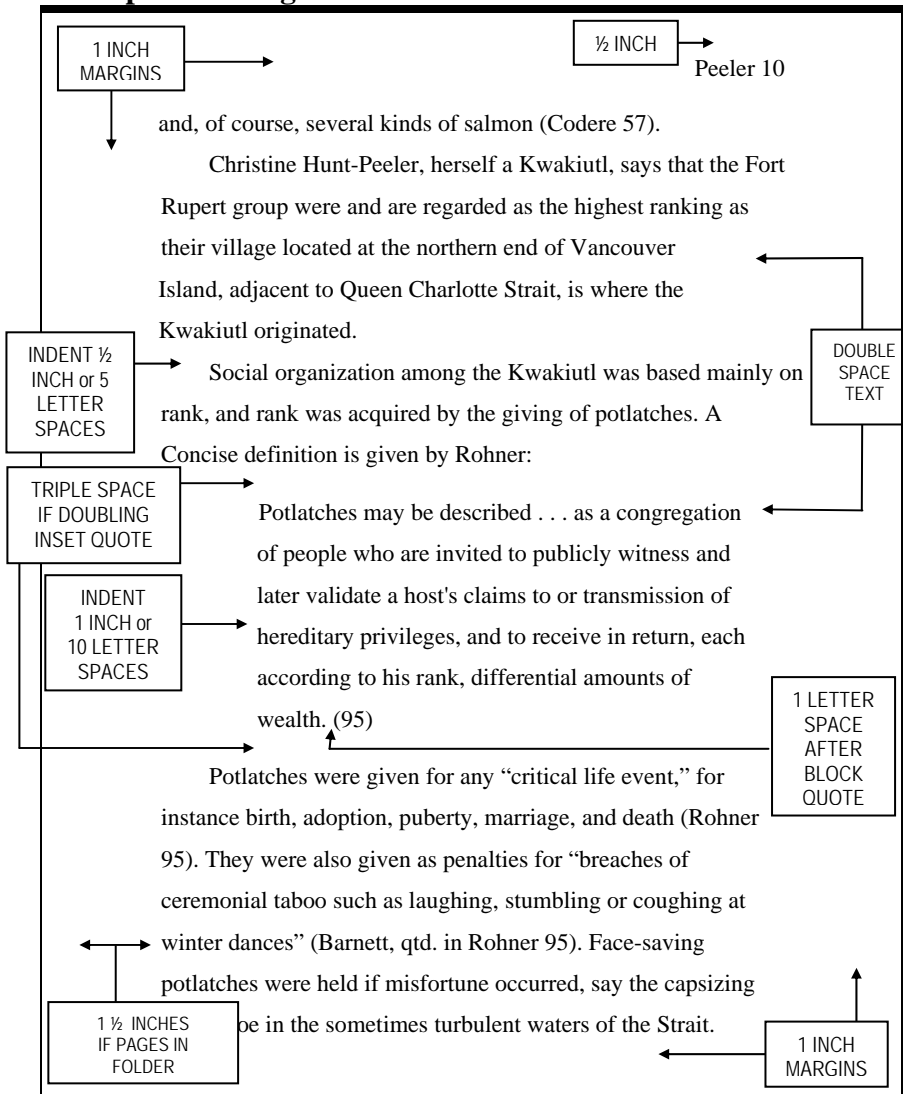 1 INCH
MARGINS
½ INCH
Peeler 10
and, of course, several kinds of salmon (Codere 57).
Christine Hunt-Peeler, herself a Kwakiutl, says that the Fort
Rupert group were and are regarded as the highest ranking as
their village located at the northern end of Vancouver
Island, adjacent to Queen Charlotte Strait, is where the
Kwakiutl originated.
INDENT ½
INCH or 5
LETTER
SPACES
DOUBLE
SPACE
TEXT
Social organization among the Kwakiutl was based mainly on
rank, and rank was acquired by the giving of potlatches. A
Concise definition is given by Rohner:
TRIPLE SPACE
IF DOUBLING
INSET QUOTE
Potlatches may be described . . . as a congregation
of people who are invited to publicly witness and
later validate a host's claims to or transmission of
hereditary privileges, and to receive in return, each
according to his rank, differential amounts of
wealth. (95)
INDENT
1 INCH or
10 LETTER
SPACES
1 LETTER
SPACE
AFTER
BLOCK
QUOTE
Potlatches were given for any “critical life event,” for
instance birth, adoption, puberty, marriage, and death (Rohner
95). They were also given as penalties for “breaches of
ceremonial taboo such as laughing, stumbling or coughing at
winter dances” (Barnett, qtd. in Rohner 95). Face-saving
potlatches were held if misfortune occurred, say the capsizing
oe in the sometimes turbulent waters of the Strait.
1 ½ INCHES
IF PAGES IN
FOLDER
1 INCH
MARGINS